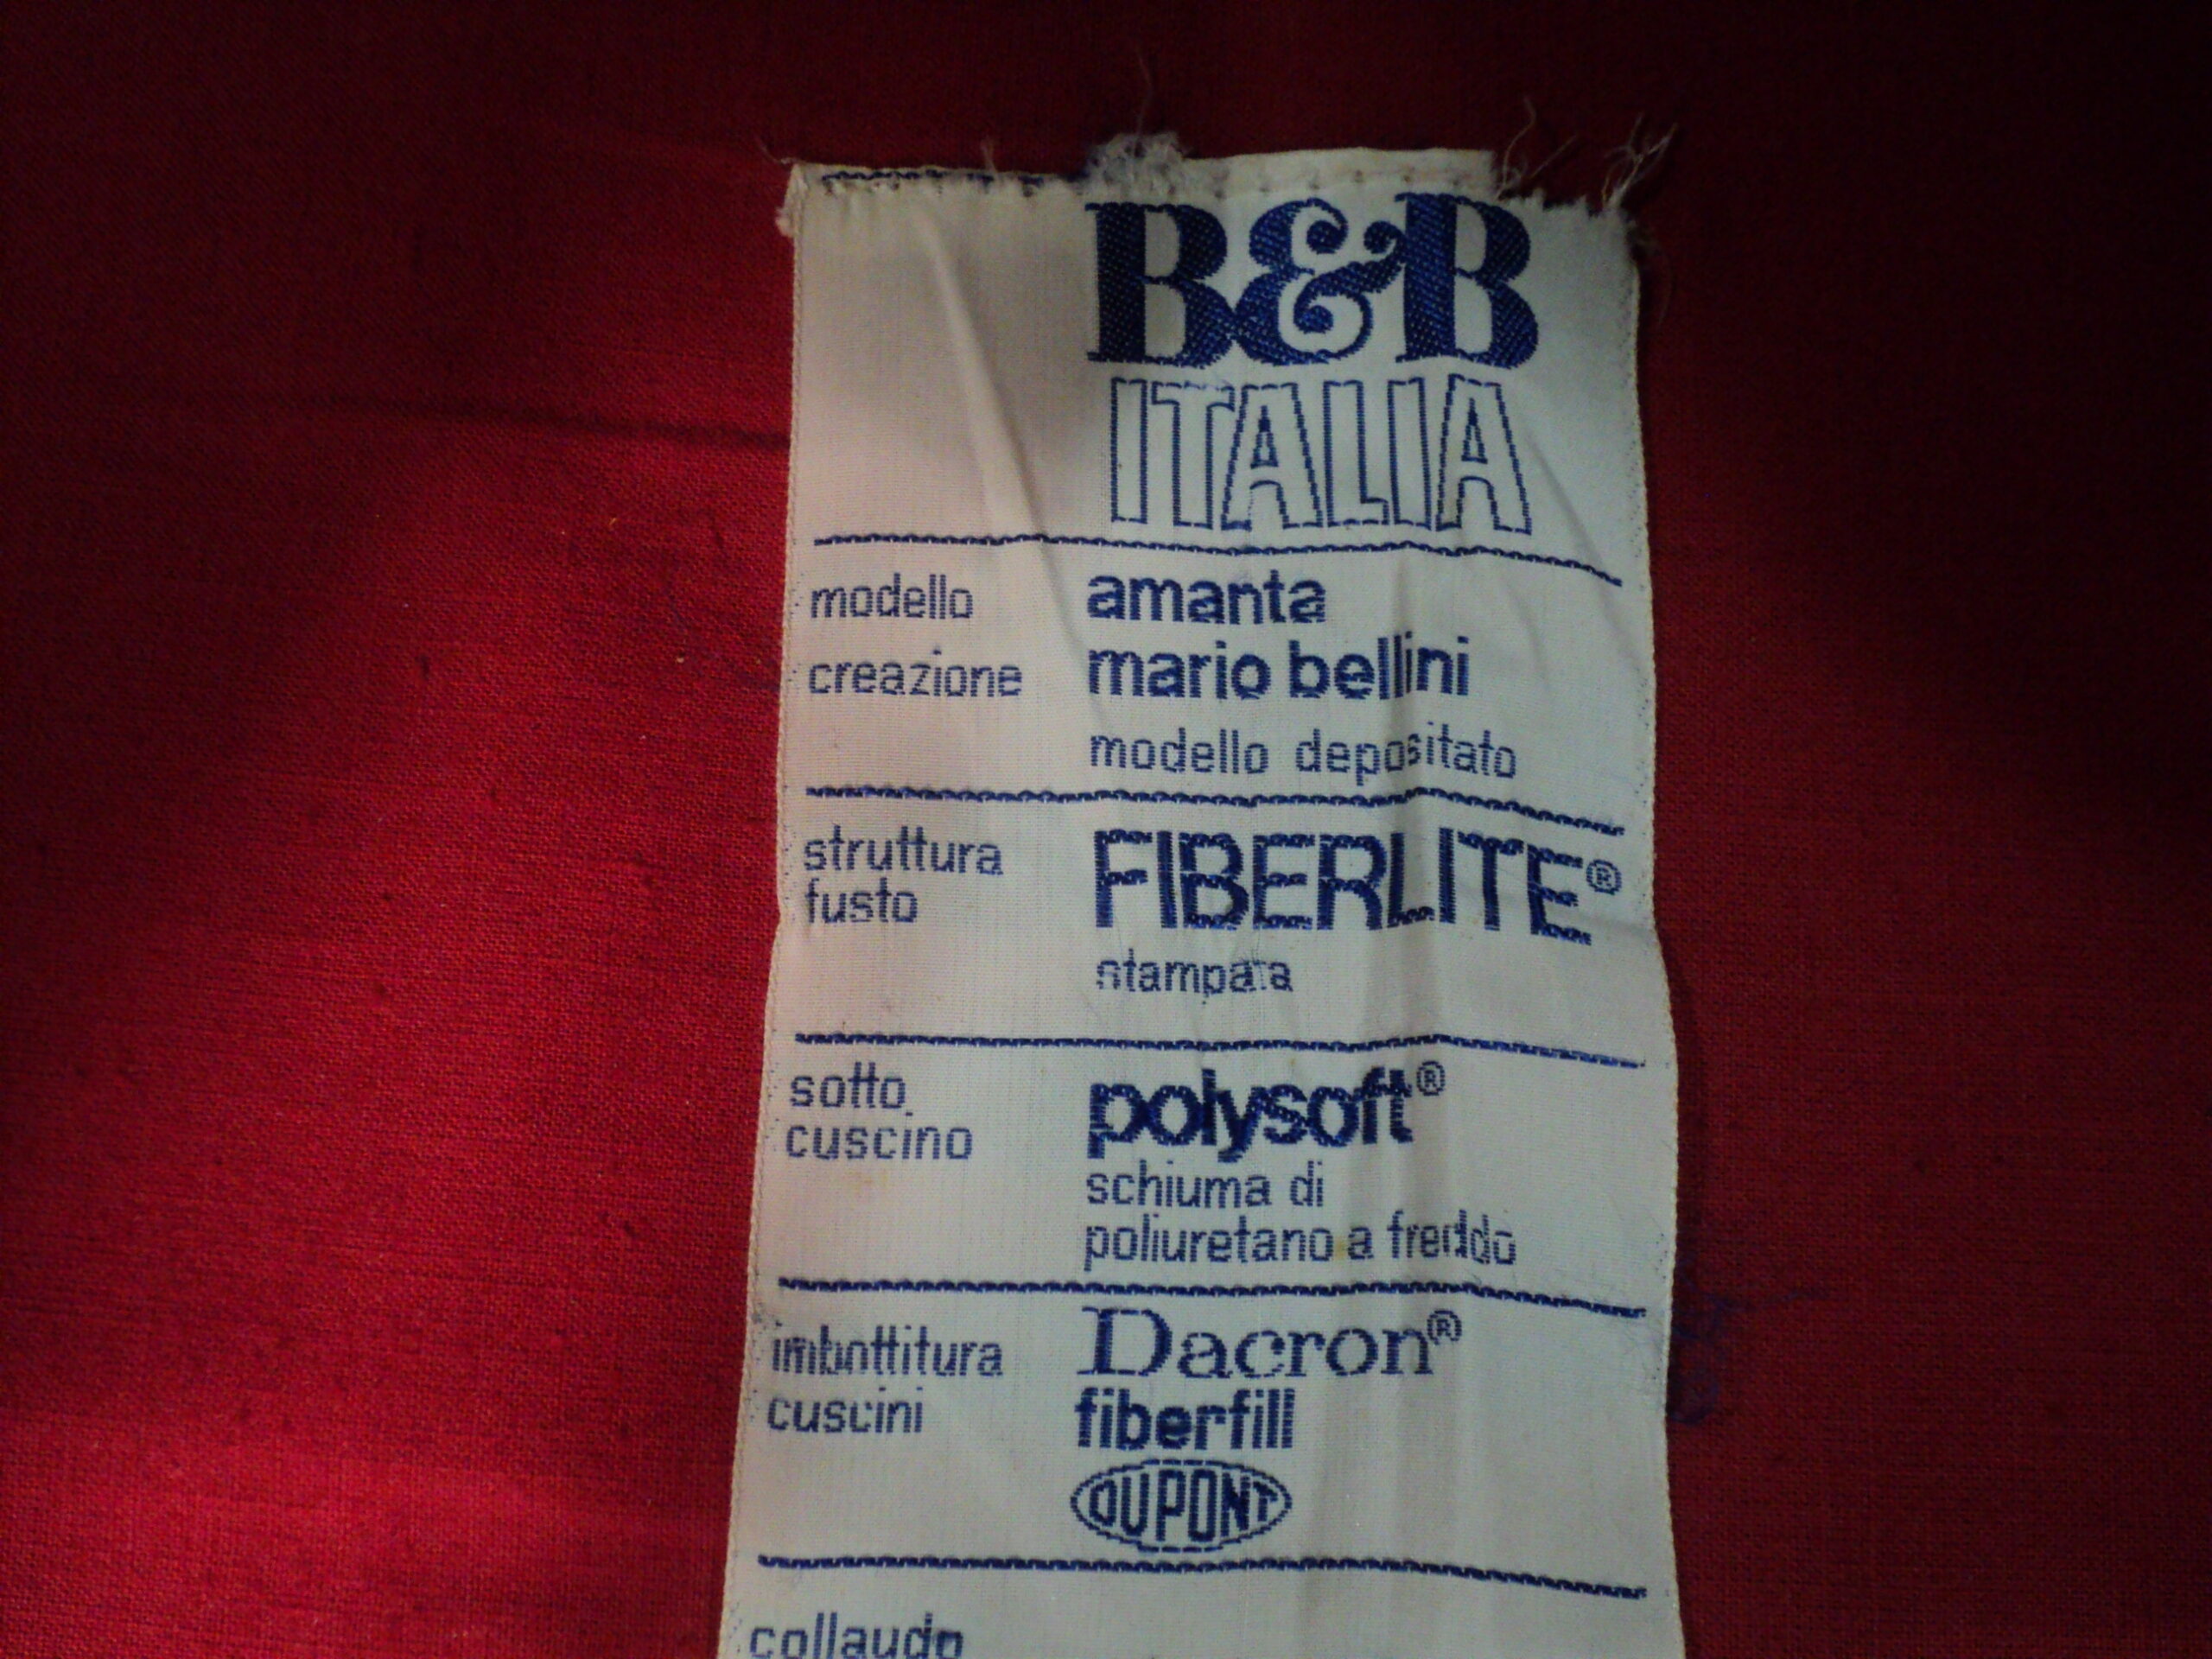 B&B
ITALIA
modello amanta
creazione mario bellini
modello depositato
struttura
fusto
FIBERLITE®
stampata
sotto
cuscino
polysoft®
schiuma di
poliuretano a freddo
imbottitura
cuscini
Dacron®
fiberfill
DUPONT
collaudo